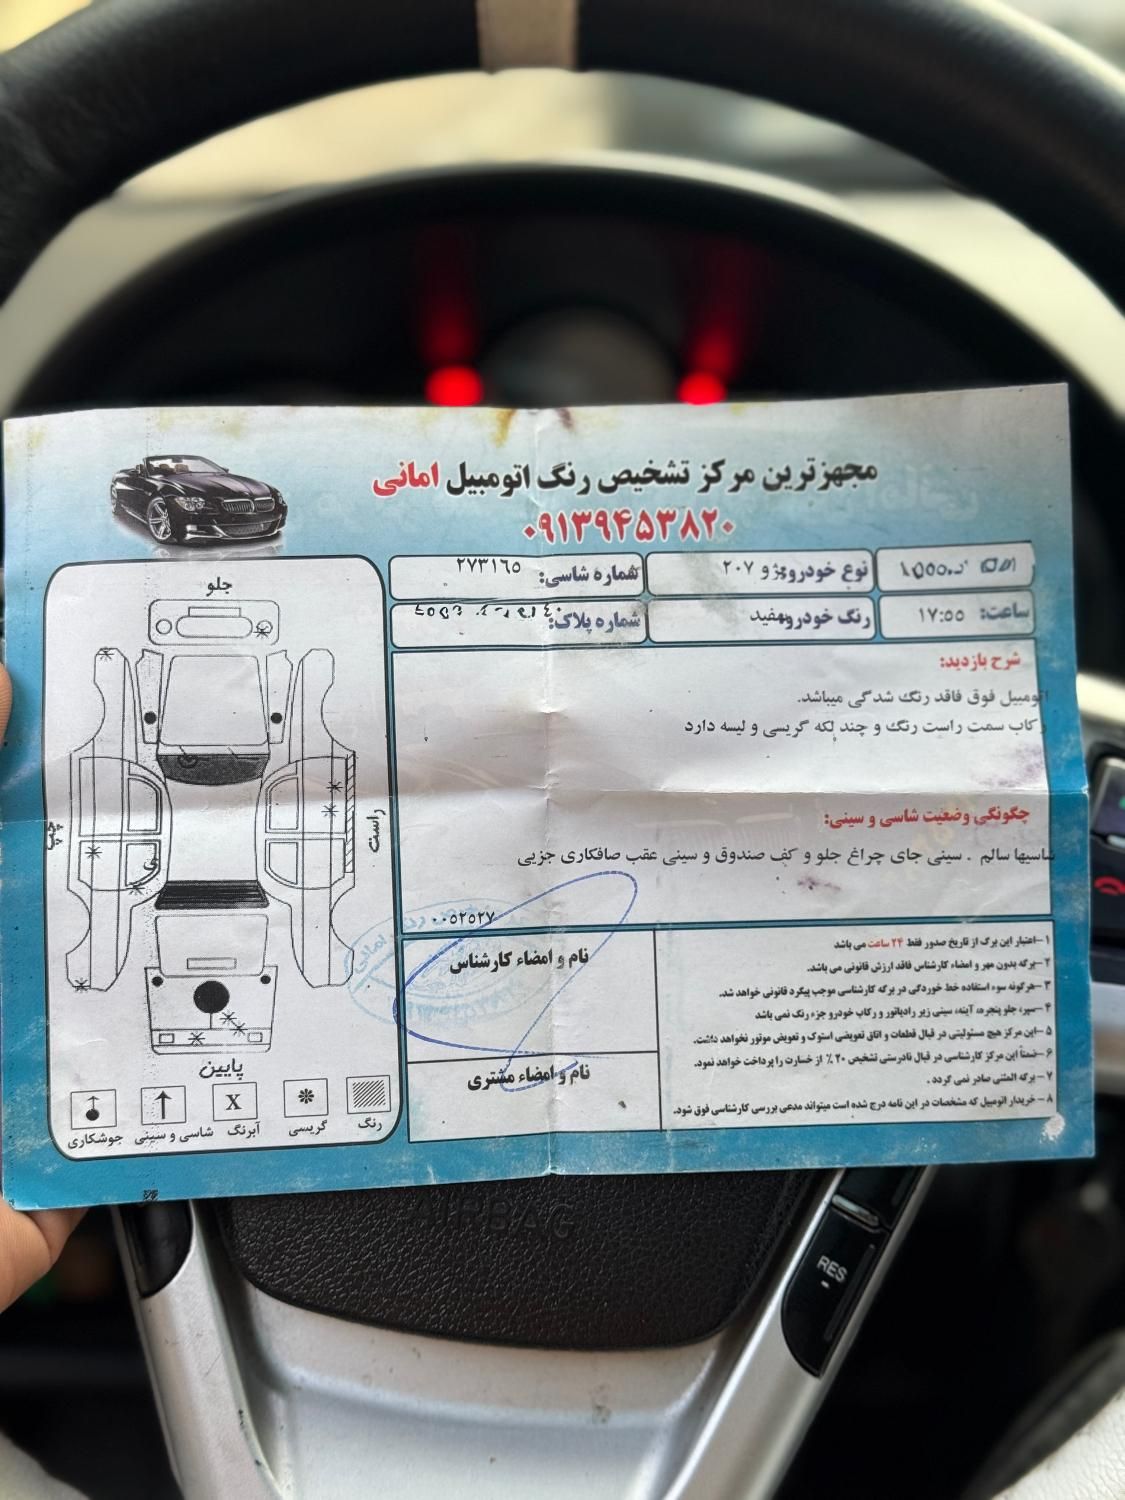 مجهزترین مرکز تشخیص رنگ اتومبیل امانی
۰۹۱۳۹۴۵۳۸۲۰
نوع خودرو: پژو ۲۰۷
شماره شاسی: ۲۷۳۱۶۵
ساعت: ۱۷:۵۵
رنگ خودرو: سفید
شماره پلاک:
شرح بازدید:
اتومبیل فوق فاقد رنگ شدگی میباشد.
رکاب سمت راست رنگ و چند لکه گریسی و لیسه دارد
چگونگی وضعیت شاسی و سینی:
شاسیها سالم . سینی جای چراغ جلو و کف صندوق و سینی عقب صافکاری جزیی
۰۰۵۲۵۲۷
نام و امضاء کارشناس
نام و امضاء مشتری
۱-اعتبار این برگ از تاریخ صدور فقط ۲۴ ساعت می باشد
۲-برگه بدون مهر و امضاء کارشناس فاقد ارزش قانونی می باشد.
۳-هرگونه سوء استفاده خط خوردگی در برگه کارشناسی موجب پیگرد قانونی خواهد شد.
۴-سپر، جلو پنجره، آینه، سینی زیر رادیاتور و رکاب خودرو جزء رنگ نمی باشد
۵-این مرکز هیچ مسئولیتی در قبال قطعات و اتاق تعویضی استوک و تعویض موتور نخواهد داشت.
۶-ضمناً این مرکز کارشناسی در قبال نادرستی تشخیص ۲۰٪ از خسارت را پرداخت خواهد نمود.
۷-برگه المثنی صادر نمی گردد .
۸-خریدار اتومبیل که مشخصات در این نامه درج شده است میتواند مدعی بررسی کارشناسی فوق شود.
جلو
چپ
راست
پایین
رنگ
گریسی
آبرنگ
شاسی و سینی
جوشکاری
X
AIRBAG
RES